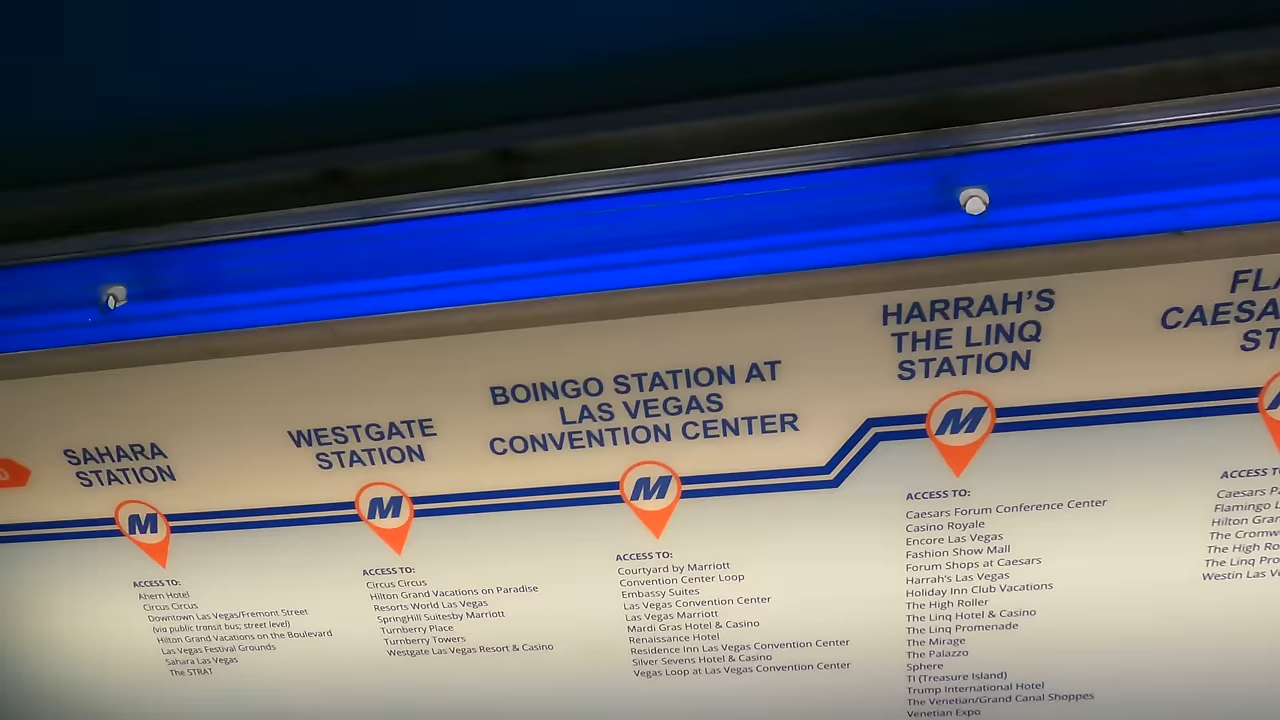 SAHARA
STATION
M
ACCESS TO:
Ahern Hotel
Circus Circus
Downtown Las Vegas/Fremont Street
(via public transit bus; street level)
Hilton Grand Vacations on the Boulevard
Las Vegas Festival Grounds
Sahara Las Vegas
The STRAT
WESTGATE
STATION
M
ACCESS TO:
Circus Circus
Hilton Grand Vacations on Paradise
Resorts World Las Vegas
SpringHill Suitesby Marriott
Turnberry Place
Turnberry Towers
Westgate Las Vegas Resort & Casino
BOINGO STATION AT
LAS VEGAS
CONVENTION CENTER
M
ACCESS TO:
Courtyard by Marriott
Convention Center Loop
Embassy Suites
Las Vegas Convention Center
Las Vegas Marriott
Mardi Gras Hotel & Casino
Renaissance Hotel
Residence Inn Las Vegas Convention Center
Silver Sevens Hotel & Casino
Vegas Loop at Las Vegas Convention Center
HARRAH'S
THE LINQ
STATION
M
ACCESS TO:
Caesars Forum Conference Center
Casino Royale
Encore Las Vegas
Fashion Show Mall
Forum Shops at Caesars
Harrah's Las Vegas
Holiday Inn Club Vacations
The High Roller
The Linq Hotel & Casino
The Linq Promenade
The Mirage
The Palazzo
Sphere
TI (Treasure Island)
Trump International Hotel
The Venetian/Grand Canal Shoppes
Venetian Expo
FLA
CAESA
ST
ACCESS T
Caesars P
Flamingo L
Hilton Gran
The Cromw
The High Ro
The Linq Pro
Westin Las V